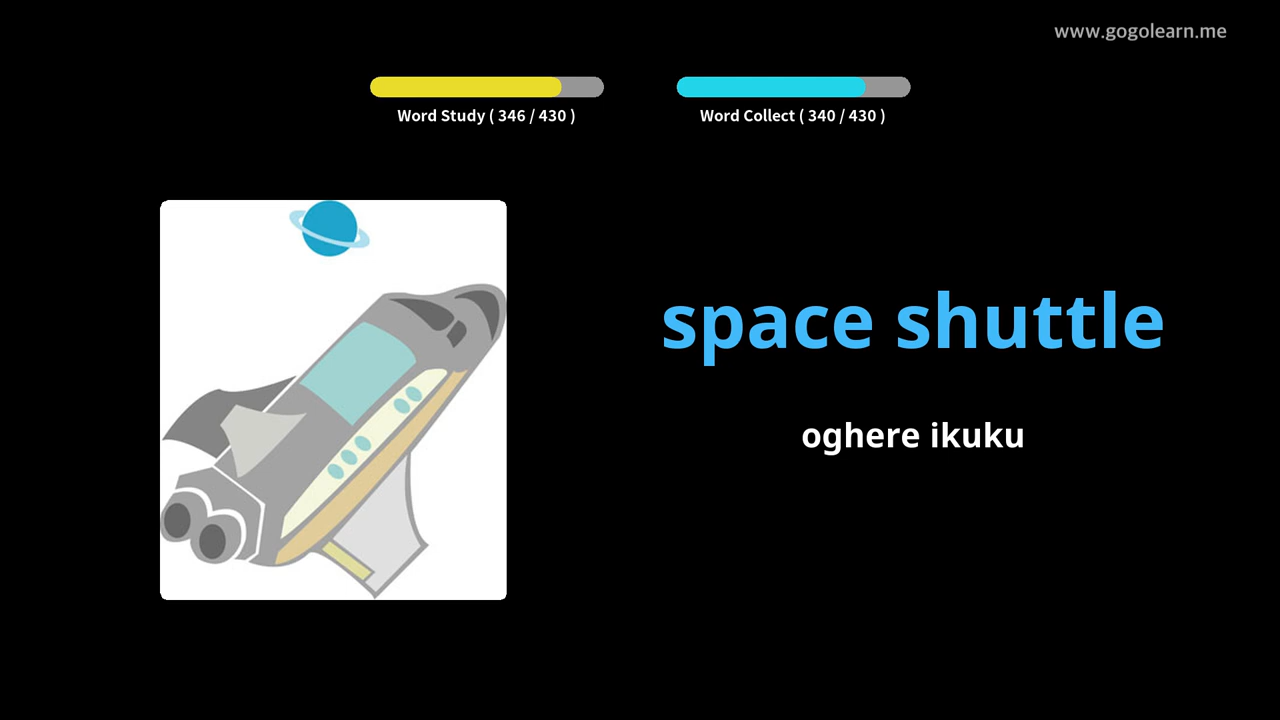 www.gogolearn.me
Word Study ( 346 / 430 )
Word Collect ( 340 / 430 )
space shuttle
oghere ikuku